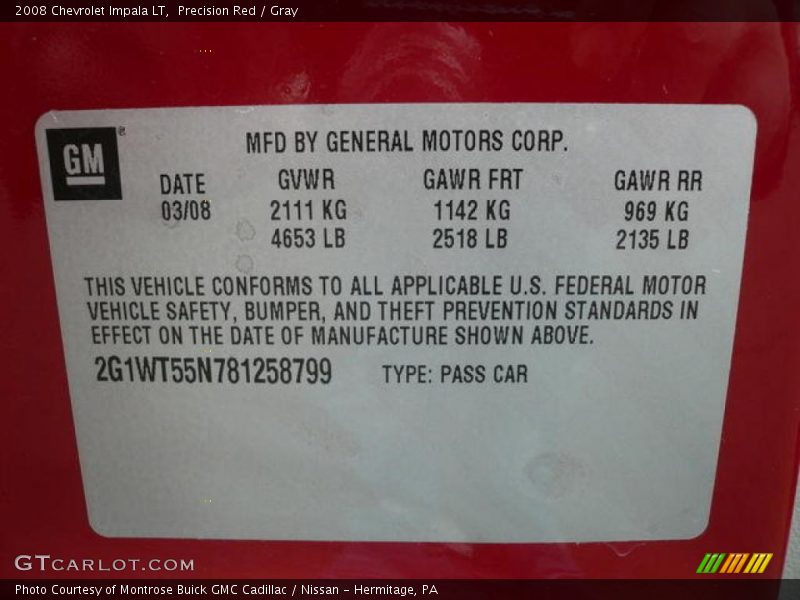 2008 Chevrolet Impala LT,  Precision Red / Gray
GM ®
MFD BY GENERAL MOTORS CORP.
DATE GVWR GAWR FRT GAWR RR
03/08 2111 KG 1142 KG 969 KG
4653 LB 2518 LB 2135 LB
THIS VEHICLE CONFORMS TO ALL APPLICABLE U.S. FEDERAL MOTOR
VEHICLE SAFETY, BUMPER, AND THEFT PREVENTION STANDARDS IN
EFFECT ON THE DATE OF MANUFACTURE SHOWN ABOVE.
2G1WT55N781258799 TYPE: PASS CAR
GTCARLOT.COM
Photo Courtesy of Montrose Buick GMC Cadillac / Nissan - Hermitage, PA